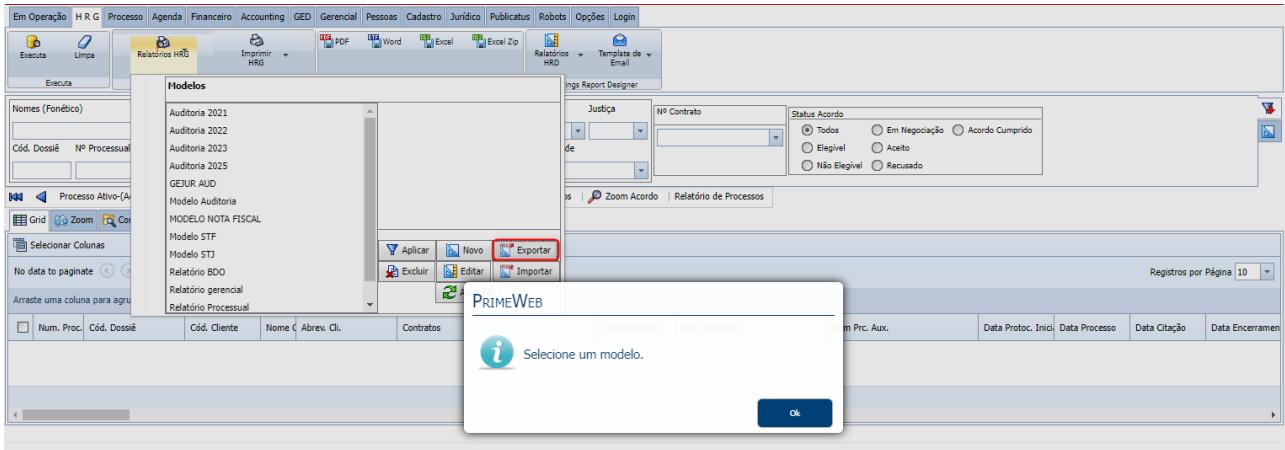 Em Operação H R G Processo Agenda Financeiro Accounting GED Gerencial Pessoas Cadastro Jurídico Publicatus Robots Opções Login
Executa Limpa Relatórios HRG Imprimir HRG PDF Word Excel Excel Zip Relatórios HRD Template de Email
Executa ings Report Designer
Modelos
Auditoria 2021
Auditoria 2022
Auditoria 2023
Auditoria 2025
GEJUR AUD
Modelo Auditoria
MODELO NOTA FISCAL
Modelo STF
Modelo STJ
Relatório BDO
Relatório gerencial
Relatório Processual
Aplicar Novo Exportar
Excluir Editar Importar
Nomes (Fonético) Justiça Nº Contrato Status Acordo
Todos Em Negociação Acordo Cumprido
Cód. Dossiê Nº Processual de Elegível Aceito
Não Elegível Recusado
Processo Ativo-(A os | Zoom Acordo | Relatório de Processos
Grid Zoom Co
Selecionar Colunas
No data to paginate Registros por Página 10
Arraste uma coluna para agru
Num. Proc. Cód. Dossiê Cód. Cliente Nome C Abrev. Cli. Contratos m Prc. Aux. Data Protoc. Inici Data Processo Data Citação Data Encerramen
PRIMEWEB
Selecione um modelo.
Ok